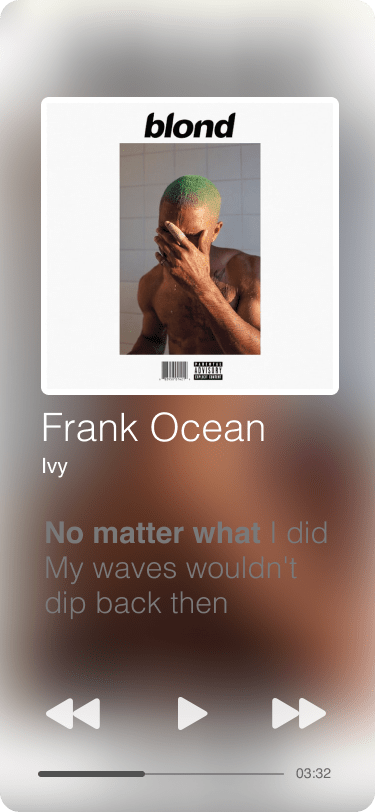 blond
PARENTAL
ADVISORY
EXPLICIT CONTENT
Frank Ocean
Ivy
No matter what I did
My waves wouldn't
dip back then
03:32